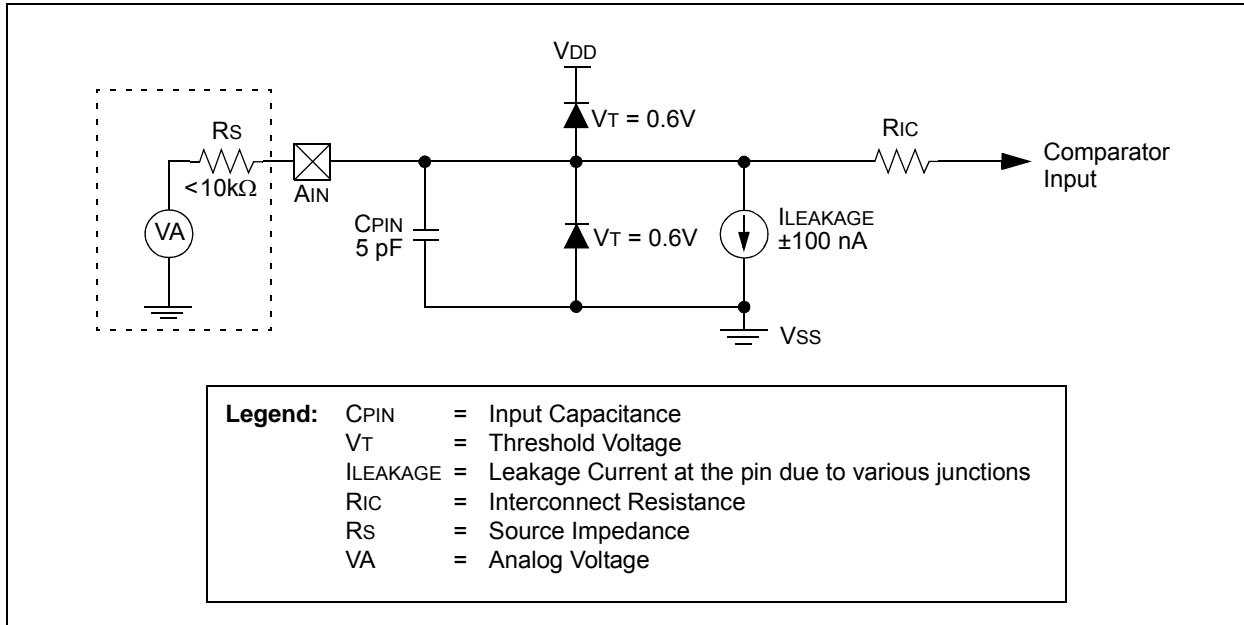 VDD
VT = 0.6V
RS
<10kΩ
AIN
VA
CPIN
5 pF
VT = 0.6V
ILEAKAGE
±100 nA
RIC
Comparator
Input
VSS
Legend: CPIN = Input Capacitance
VT = Threshold Voltage
ILEAKAGE = Leakage Current at the pin due to various junctions
RIC = Interconnect Resistance
RS = Source Impedance
VA = Analog Voltage